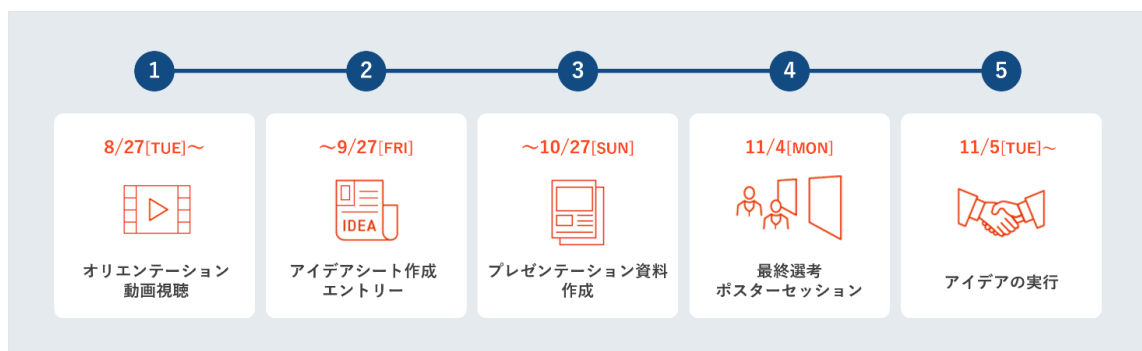 1
2
3
4
5
8/27[TUE]〜
オリエンテーション
動画視聴
〜9/27[FRI]
IDEA
アイデアシート作成
エントリー
〜10/27[SUN]
プレゼンテーション資料
作成
11/4[MON]
最終選考
ポスターセッション
11/5[TUE]〜
アイデアの実行